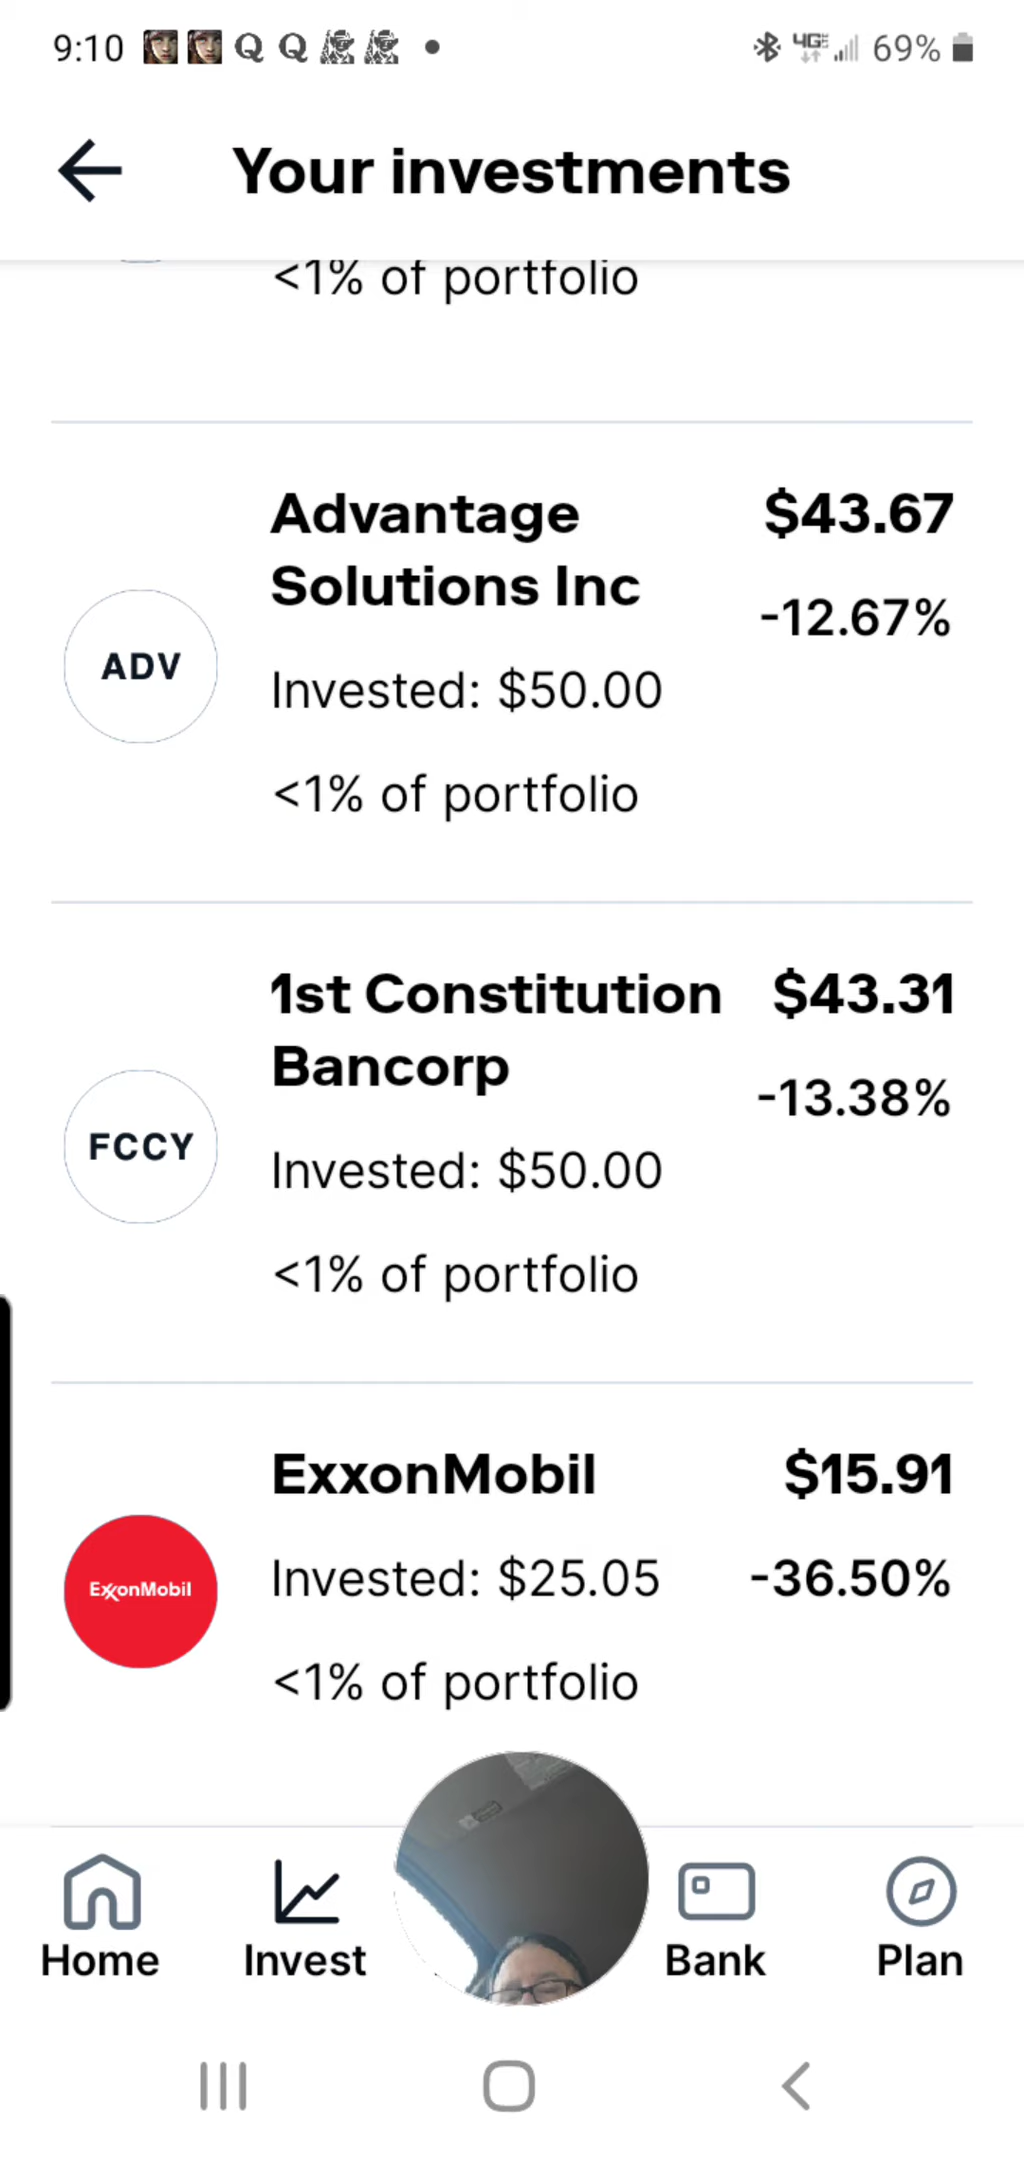 9:10 Q Q 4GE 69%
Your investments
<1% of portfolio
Advantage $43.67
Solutions Inc
-12.67%
ADV
Invested: $50.00
<1% of portfolio
1st Constitution $43.31
Bancorp
-13.38%
FCCY
Invested: $50.00
<1% of portfolio
ExxonMobil $15.91
ExxonMobil
Invested: $25.05 -36.50%
<1% of portfolio
Home Invest Bank Plan